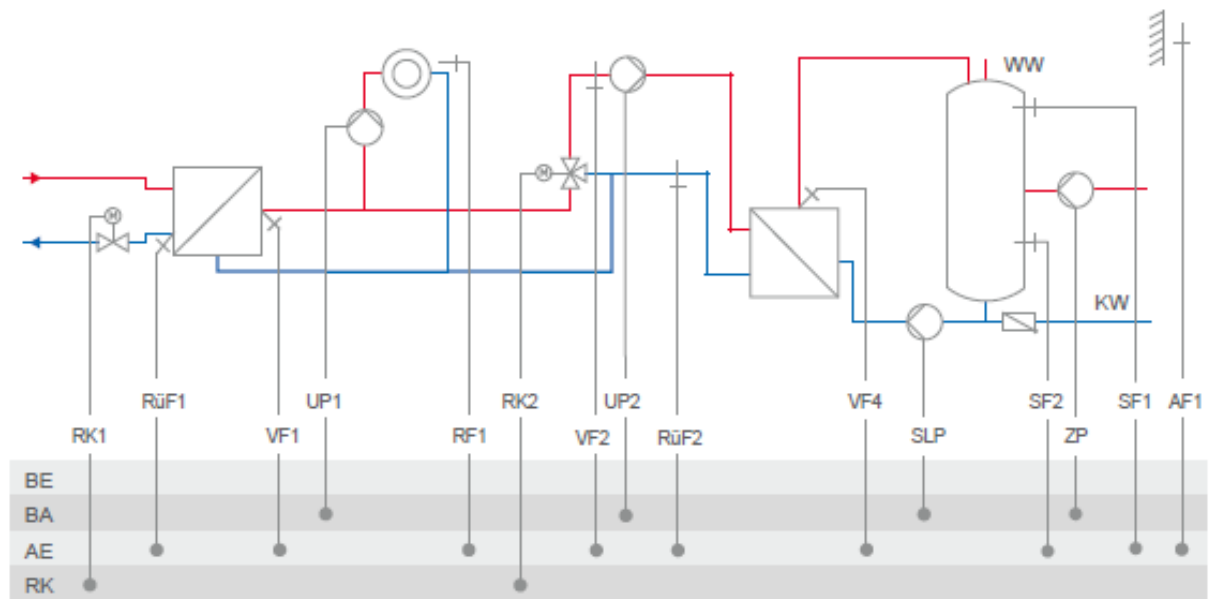 WW
M
M
KW
RüF1 UP1 RK2 UP2 VF4 SF2 SF1 AF1
RK1 VF1 RF1 VF2 RüF2 SLP ZP
BE
BA
AE
RK